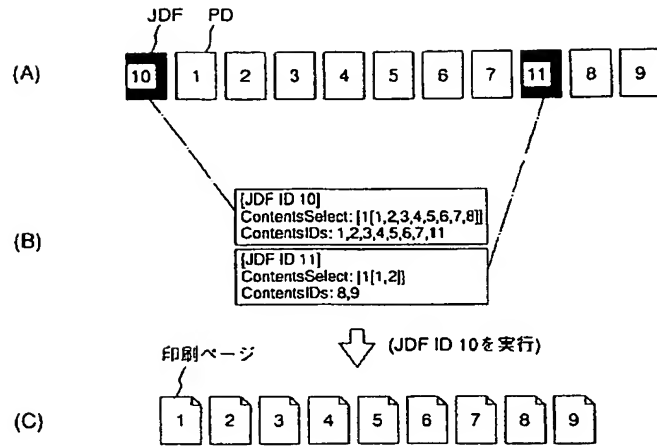 JDF PD
(A) 10 1 2 3 4 5 6 7 11 8 9
{JDF ID 10]
ContentsSelect: [1[1,2,3,4,5,6,7,8]]
ContentsIDs: 1,2,3,4,5,6,7,11
(B)
{JDF ID 11]
ContentsSelect: [1[1,2]}
ContentsIDs: 8,9
(JDF ID 10を実行)
印刷ページ
(C) 1 2 3 4 5 6 7 8 9